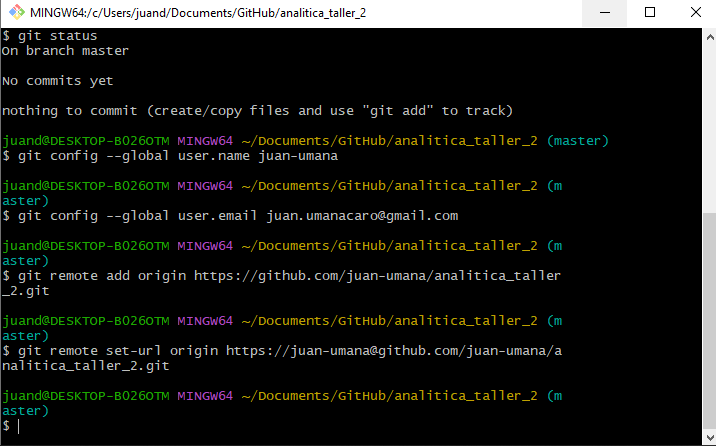 MINGW64:/c/Users/juand/Documents/GitHub/analitica_taller_2
$ git status
On branch master
No commits yet
nothing to commit (create/copy files and use "git add" to track)
juand@DESKTOP-B026OTM MINGW64 ~/Documents/GitHub/analitica_taller_2 (master)
$ git config --global user.name juan-umana
juand@DESKTOP-B026OTM MINGW64 ~/Documents/GitHub/analitica_taller_2 (m
aster)
$ git config --global user.email juan.umanacaro@gmail.com
juand@DESKTOP-B026OTM MINGW64 ~/Documents/GitHub/analitica_taller_2 (m
aster)
$ git remote add origin https://github.com/juan-umana/analitica_taller
_2.git
juand@DESKTOP-B026OTM MINGW64 ~/Documents/GitHub/analitica_taller_2 (m
aster)
$ git remote set-url origin https://juan-umana@github.com/juan-umana/a
nalitica_taller_2.git
juand@DESKTOP-B026OTM MINGW64 ~/Documents/GitHub/analitica_taller_2 (m
aster)
$